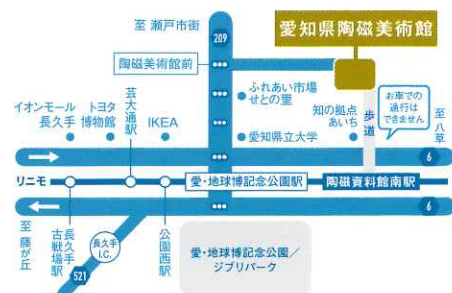 至 瀬戸市街
209
愛知県陶磁美術館
陶磁美術館前
ふれあい市場
せとの里
お車での
通行は
できません
イオンモール
長久手
トヨタ
博物館
芸大通駅
IKEA
愛知県立大学
知の拠点
あいち
歩道
至 八草
6
リニモ
愛・地球博記念公園駅
陶磁資料館南駅
6
至 藤が丘
長久手
古戦場駅
長久手
I.C.
公園西駅
521
愛・地球博記念公園/
ジブリパーク